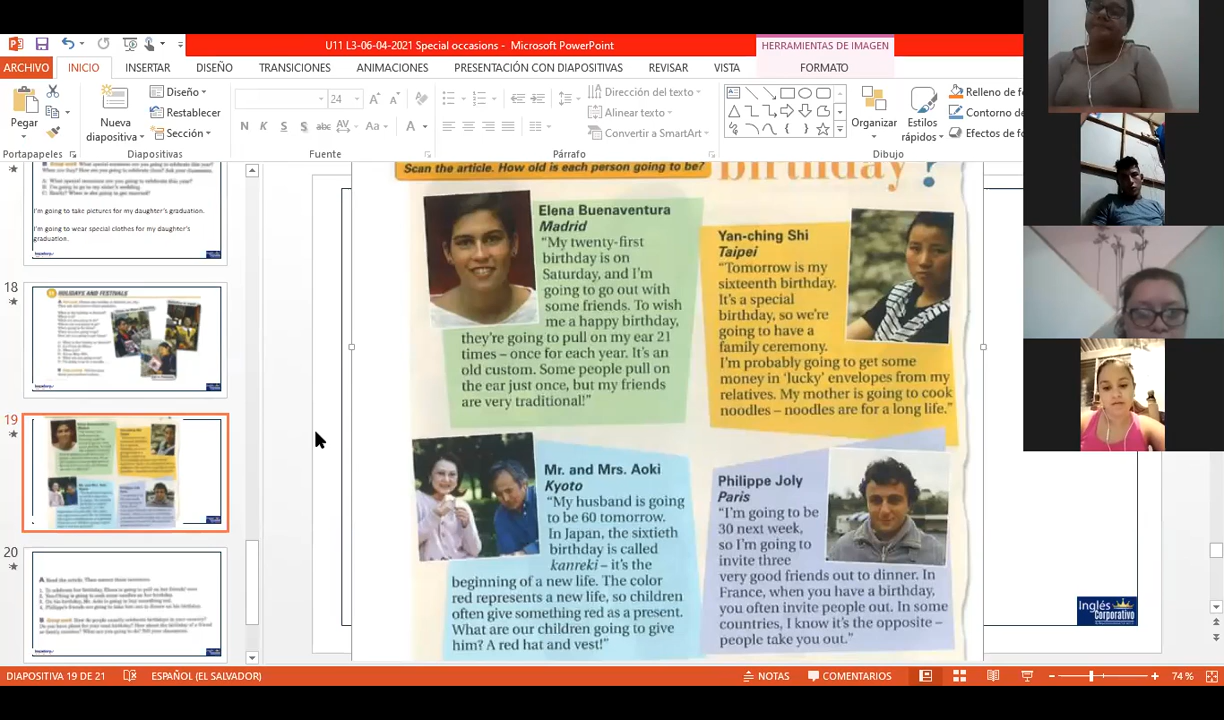 U11 L3-06-04-2021 Special occasions - Microsoft PowerPoint
HERRAMIENTAS DE IMAGEN
ARCHIVO INICIO INSERTAR DISEÑO TRANSICIONES ANIMACIONES PRESENTACIÓN CON DIAPOSITIVAS REVISAR VISTA FORMATO
Pegar
Nueva
diapositiva
Diseño
Restablecer
Sección
24
N K S S abc AV Aa A
Dirección del texto
Alinear texto
Convertir a SmartArt
Organizar
Estilos
rápidos
Relleno de f
Contorno de
Efectos de fo
Portapapeles Diapositivas Fuente Párrafo Dibujo
I'm going to take pictures for my daughter's graduation.
I'm going to wear special clothes for my daughter's
graduation.
18
HOLIDAYS AND FESTIVALS
19
20
Scan the article. How old is each person going to be?
birthday?
Elena Buenaventura
Madrid
"My twenty-first
birthday is on
Saturday, and I'm
going to go out with
some friends. To wish
me a happy birthday,
they're going to pull on my ear 21
times – once for each year. It's an
old custom. Some people pull on
the ear just once, but my friends
are very traditional!"
Yan-ching Shi
Taipei
"Tomorrow is my
sixteenth birthday.
It's a special
birthday, so we're
going to have a
family ceremony.
I'm probably going to get some
money in 'lucky' envelopes from my
relatives. My mother is going to cook
noodles – noodles are for a long life."
Mr. and Mrs. Aoki
Kyoto
"My husband is going
to be 60 tomorrow.
In Japan, the sixtieth
birthday is called
kanreki – it's the
beginning of a new life. The color
red represents a new life, so children
often give something red as a present.
What are our children going to give
him? A red hat and vest!"
Philippe Joly
Paris
"I'm going to be
30 next week,
so I'm going to
invite three
very good friends out to dinner. In
France, when you have a birthday,
you often invite people out. In some
countries, I know it's the opposite –
people take you out."
Inglés
Corporativo
DIAPOSITIVA 19 DE 21 ESPAÑOL (EL SALVADOR) NOTAS COMENTARIOS 74 %